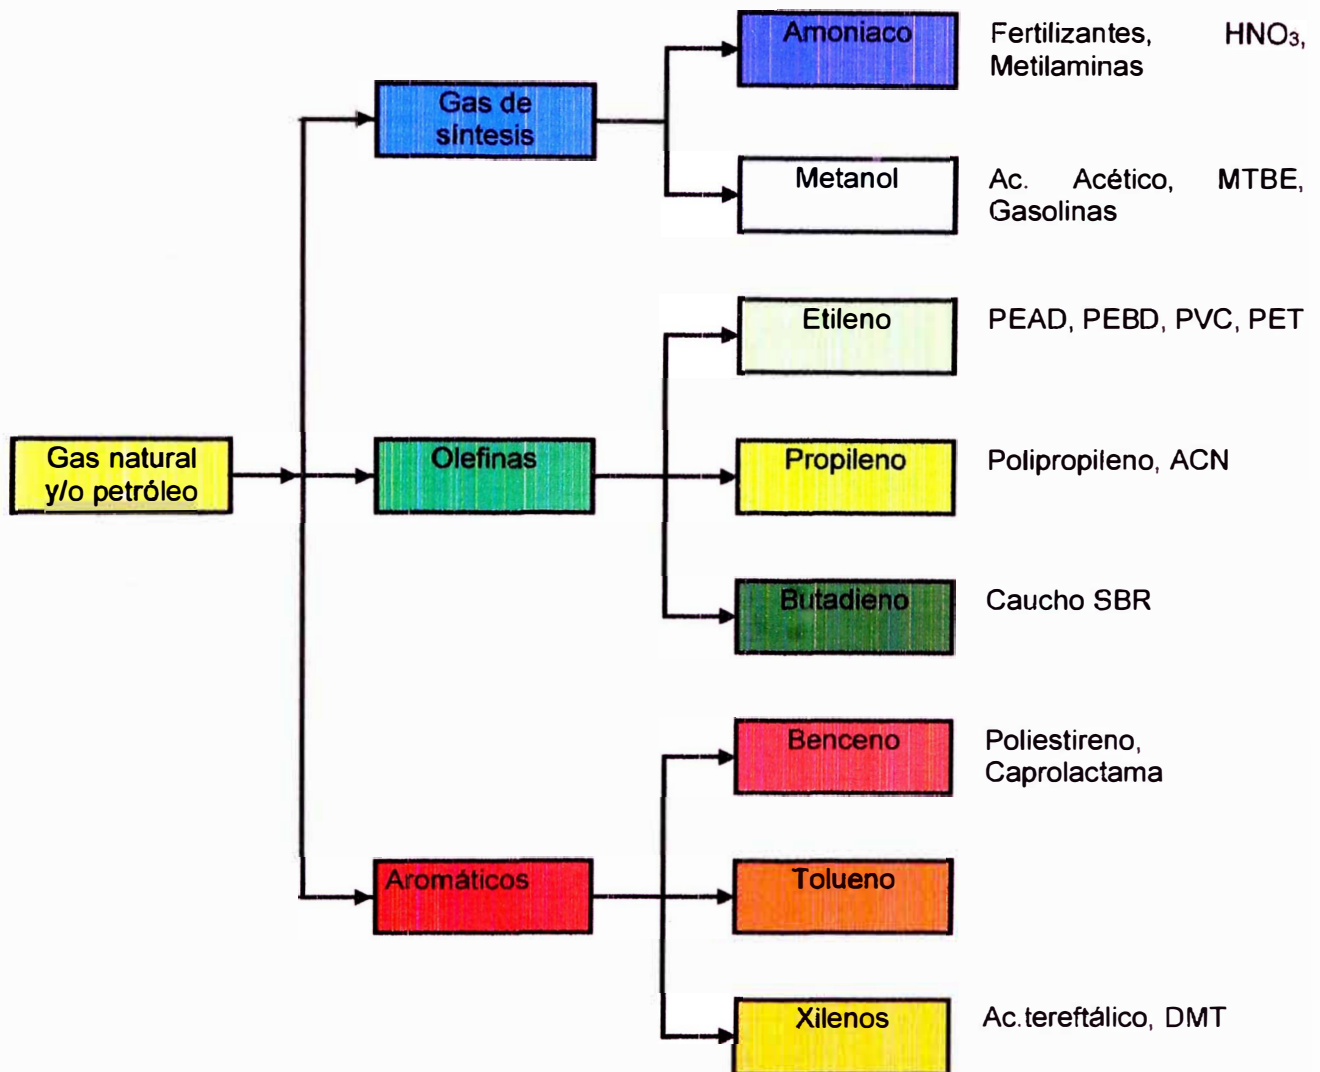 Gas natural
y/o petróleo
Gas de
síntesis
Amoniaco
Fertilizantes, HNO₃,
Metilaminas
Metanol
Ac. Acético, MTBE,
Gasolinas
Olefinas
Etileno
PEAD, PEBD, PVC, PET
Propileno
Polipropileno, ACN
Butadieno
Caucho SBR
Aromáticos
Benceno
Poliestireno,
Caprolactama
Tolueno
Xilenos
Ac.tereftálico, DMT